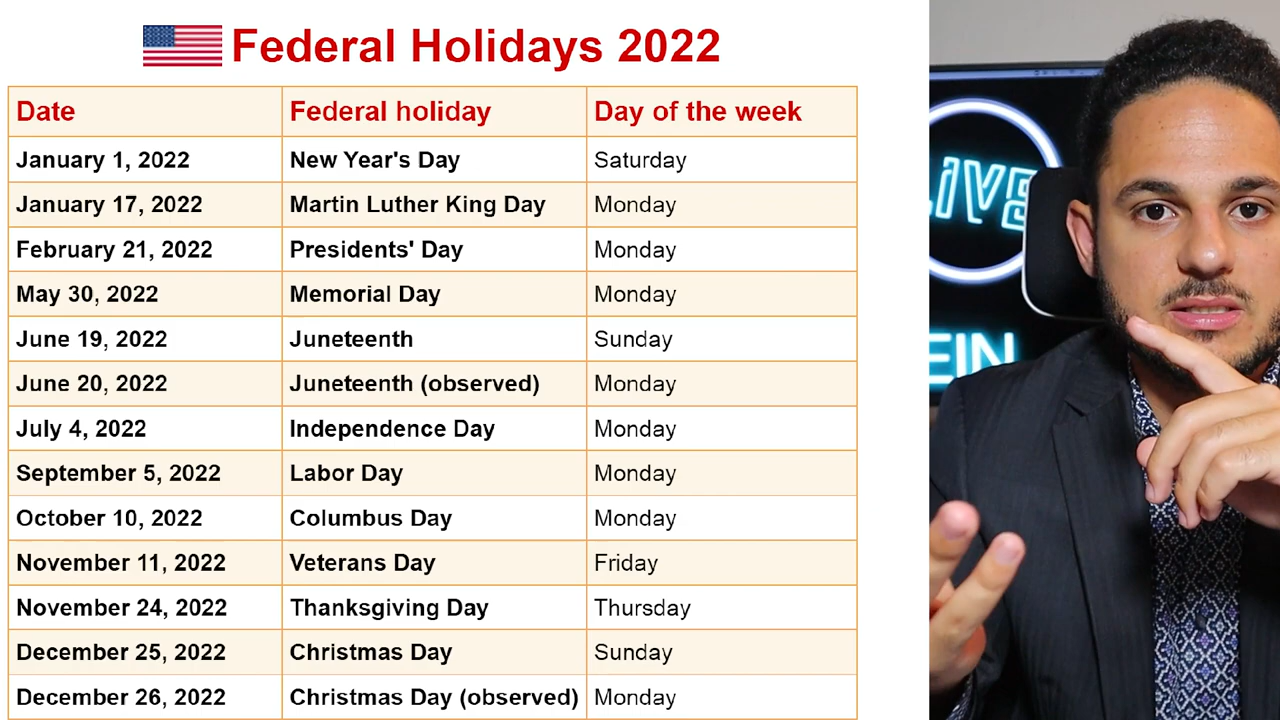 Federal Holidays 2022
Date Federal holiday Day of the week
January 1, 2022 New Year's Day Saturday
January 17, 2022 Martin Luther King Day Monday
February 21, 2022 Presidents' Day Monday
May 30, 2022 Memorial Day Monday
June 19, 2022 Juneteenth Sunday
June 20, 2022 Juneteenth (observed) Monday
July 4, 2022 Independence Day Monday
September 5, 2022 Labor Day Monday
October 10, 2022 Columbus Day Monday
November 11, 2022 Veterans Day Friday
November 24, 2022 Thanksgiving Day Thursday
December 25, 2022 Christmas Day Sunday
December 26, 2022 Christmas Day (observed) Monday
LIVE
EIN